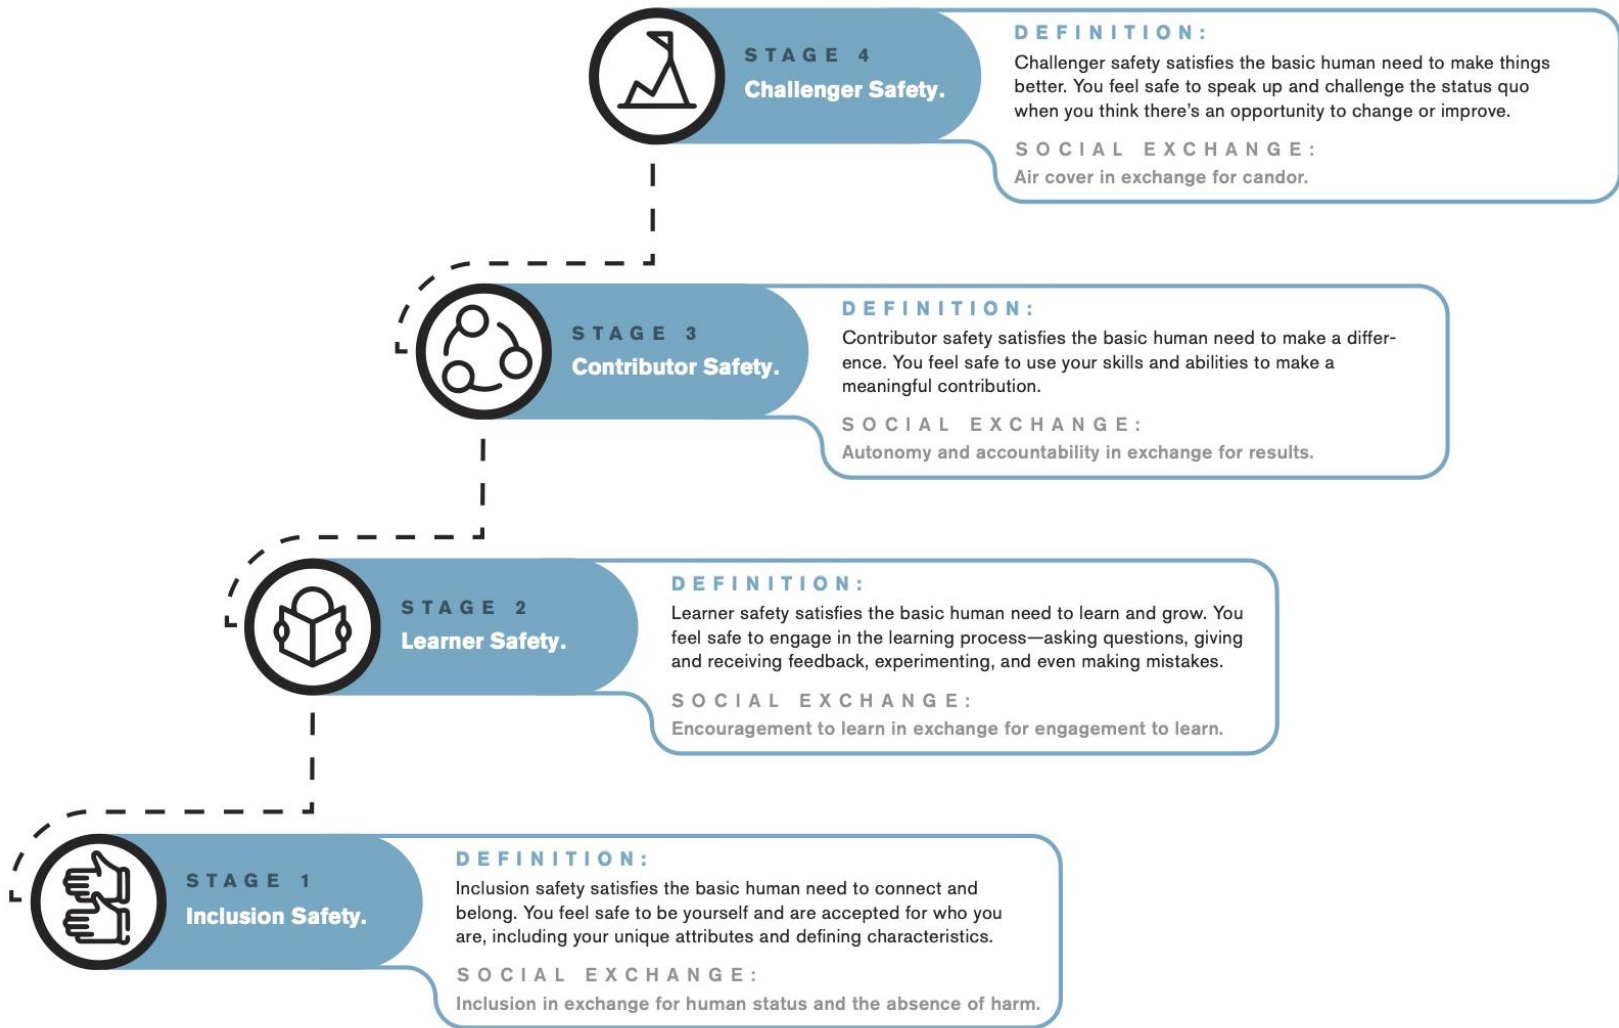 STAGE 4
Challenger Safety.
DEFINITION:
Challenger safety satisfies the basic human need to make things
better. You feel safe to speak up and challenge the status quo
when you think there’s an opportunity to change or improve.
SOCIAL EXCHANGE:
Air cover in exchange for candor.
STAGE 3
Contributor Safety.
DEFINITION:
Contributor safety satisfies the basic human need to make a differ-
ence. You feel safe to use your skills and abilities to make a
meaningful contribution.
SOCIAL EXCHANGE:
Autonomy and accountability in exchange for results.
STAGE 2
Learner Safety.
DEFINITION:
Learner safety satisfies the basic human need to learn and grow. You
feel safe to engage in the learning process—asking questions, giving
and receiving feedback, experimenting, and even making mistakes.
SOCIAL EXCHANGE:
Encouragement to learn in exchange for engagement to learn.
STAGE 1
Inclusion Safety.
DEFINITION:
Inclusion safety satisfies the basic human need to connect and
belong. You feel safe to be yourself and are accepted for who you
are, including your unique attributes and defining characteristics.
SOCIAL EXCHANGE:
Inclusion in exchange for human status and the absence of harm.